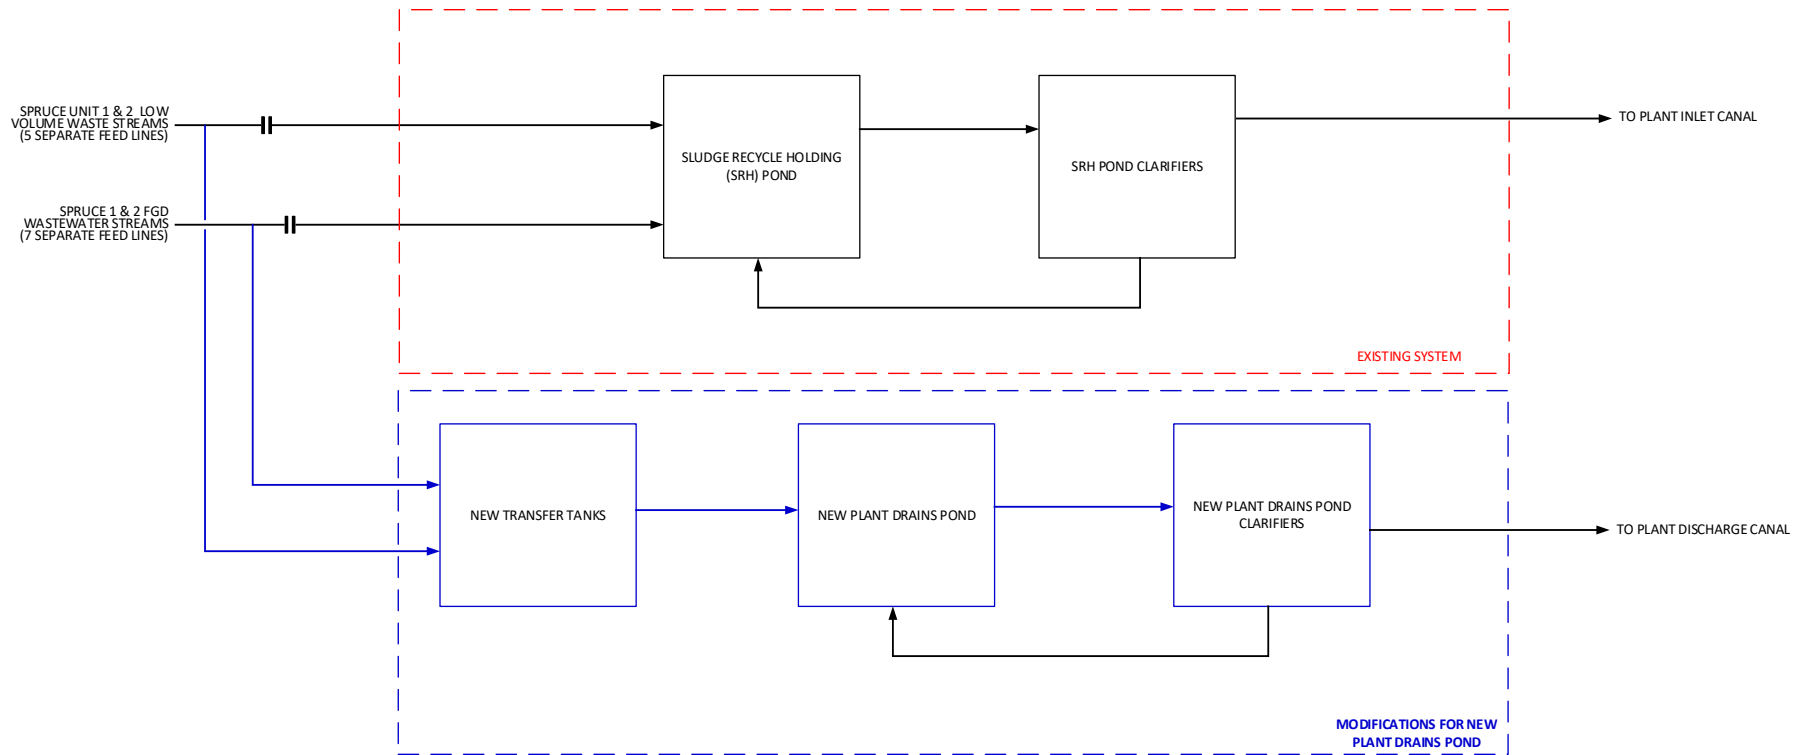 SPRUCE UNIT 1 & 2 LOW
VOLUME WASTE STREAMS
(5 SEPARATE FEED LINES)
SLUDGE RECYCLE HOLDING
(SRH) POND
SRH POND CLARIFIERS
TO PLANT INLET CANAL
SPRUCE 1 & 2 FGD
WASTEWATER STREAMS
(7 SEPARATE FEED LINES)
EXISTING SYSTEM
NEW TRANSFER TANKS
NEW PLANT DRAINS POND
NEW PLANT DRAINS POND
CLARIFIERS
TO PLANT DISCHARGE CANAL
MODIFICATIONS FOR NEW
PLANT DRAINS POND